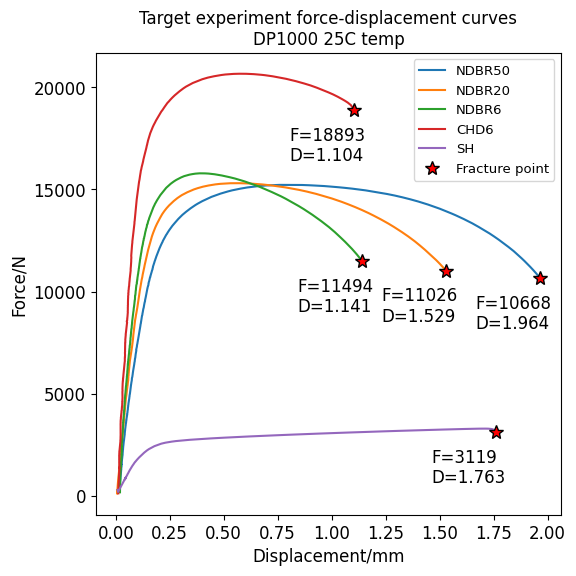 Target experiment force-displacement curves
DP1000 25C temp
NDBR50
NDBR20
NDBR6
CHD6
SH
Fracture point
F=18893
D=1.104
F=11494
D=1.141
F=11026
D=1.529
F=10668
D=1.964
F=3119
D=1.763
Force/N
20000
15000
10000
5000
0
0.00 0.25 0.50 0.75 1.00 1.25 1.50 1.75 2.00
Displacement/mm